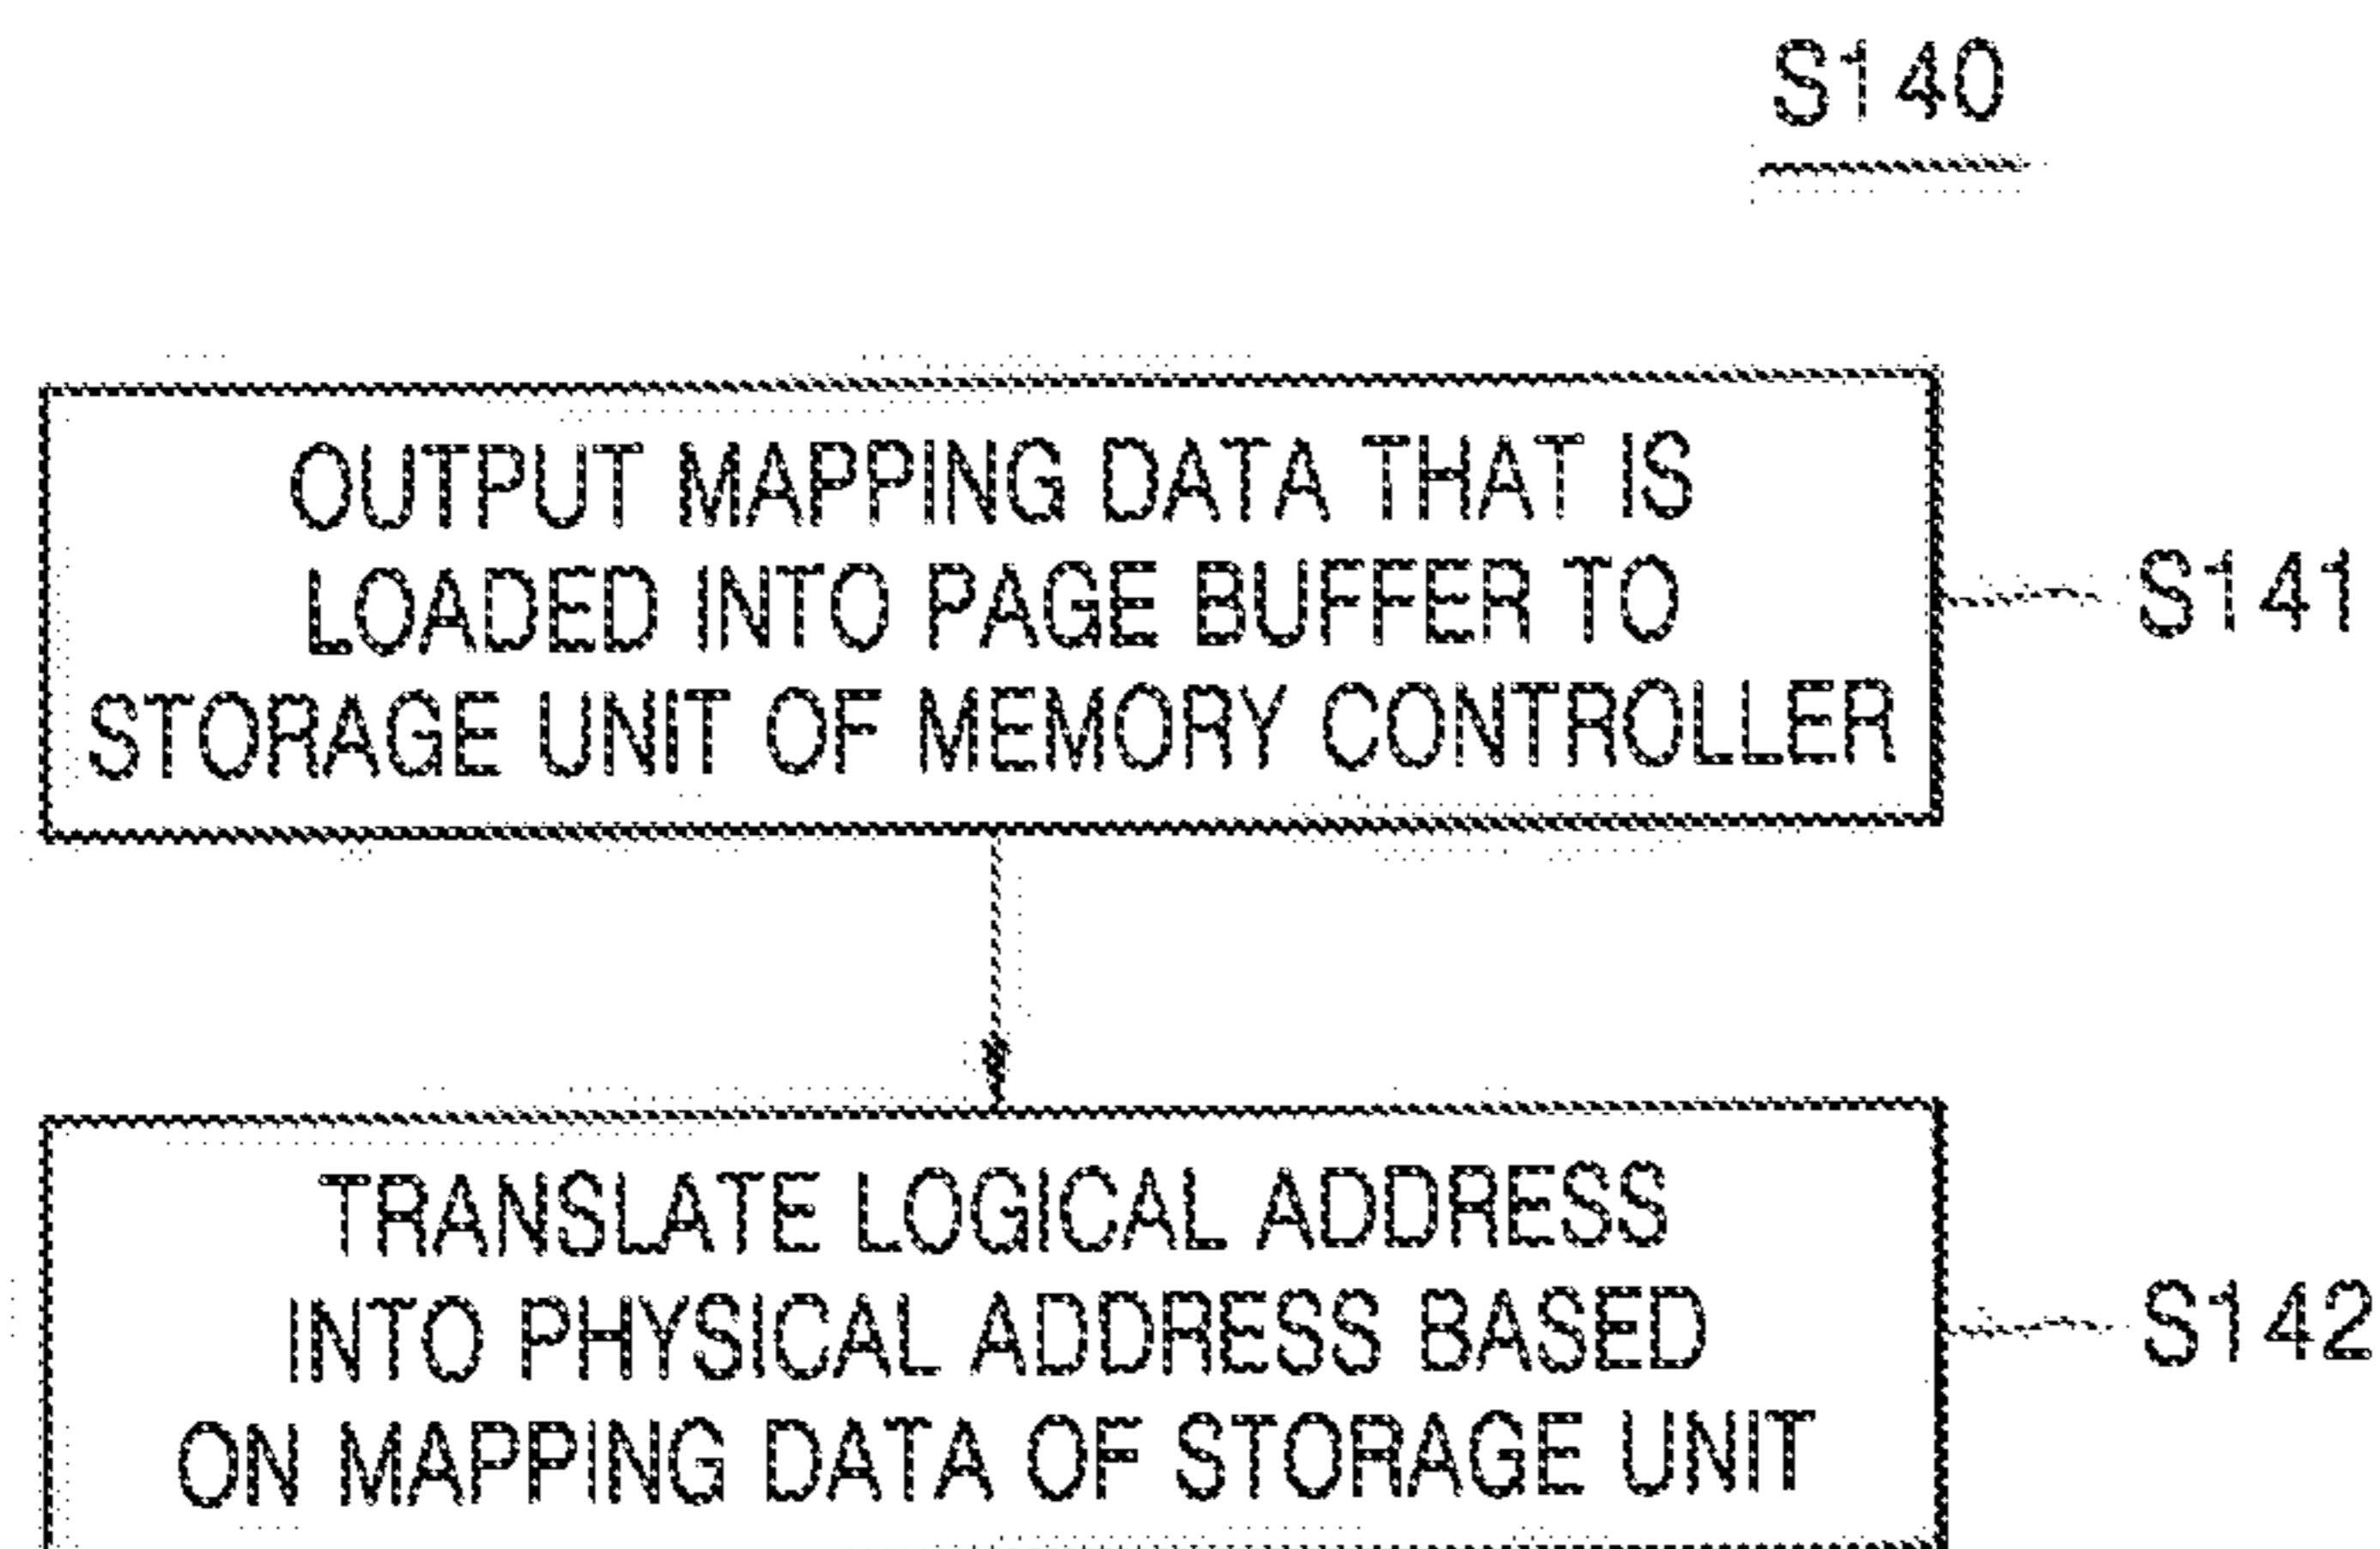 S140
OUTPUT MAPPING DATA THAT IS
LOADED INTO PAGE BUFFER TO
STORAGE UNIT OF MEMORY CONTROLLER
S141
TRANSLATE LOGICAL ADDRESS
INTO PHYSICAL ADDRESS BASED
ON MAPPING DATA OF STORAGE UNIT
S142